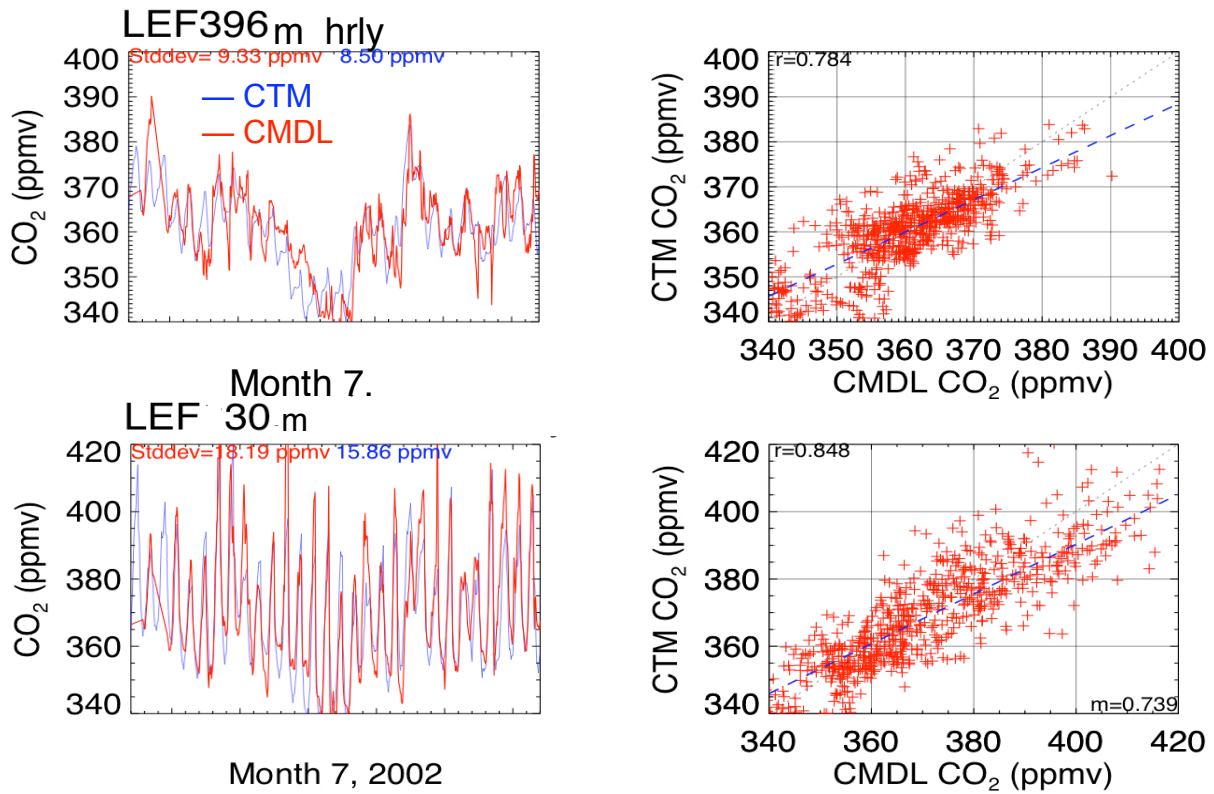 LEF396 m hrly
Stddev= 9.33 ppmv 8.50 ppmv
CTM
CMDL
CO2 (ppmv)
400
390
380
370
360
350
340
Month 7.
r=0.784
CTM CO2 (ppmv)
400
390
380
370
360
350
340
340 350 360 370 380 390 400
CMDL CO2 (ppmv)
LEF 30 m
Stddev=18.19 ppmv 15.86 ppmv
CO2 (ppmv)
420
400
380
360
340
Month 7, 2002
r=0.848
CTM CO2 (ppmv)
420
400
380
360
340
m=0.739
340 360 380 400 420
CMDL CO2 (ppmv)